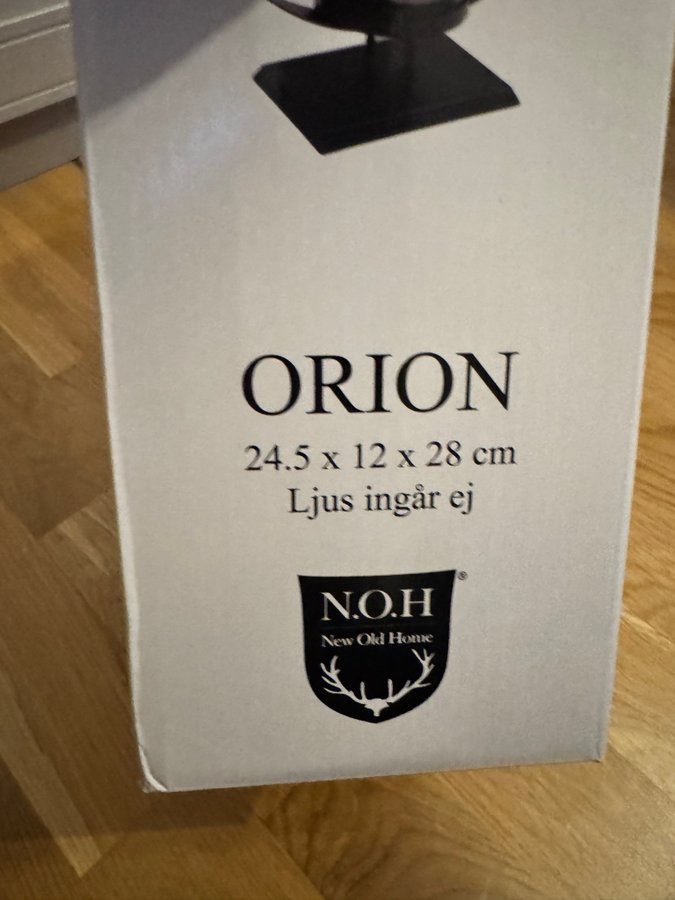 ORION
24.5 x 12 x 28 cm
Ljus ingår ej
N.O.H
®
New Old Home